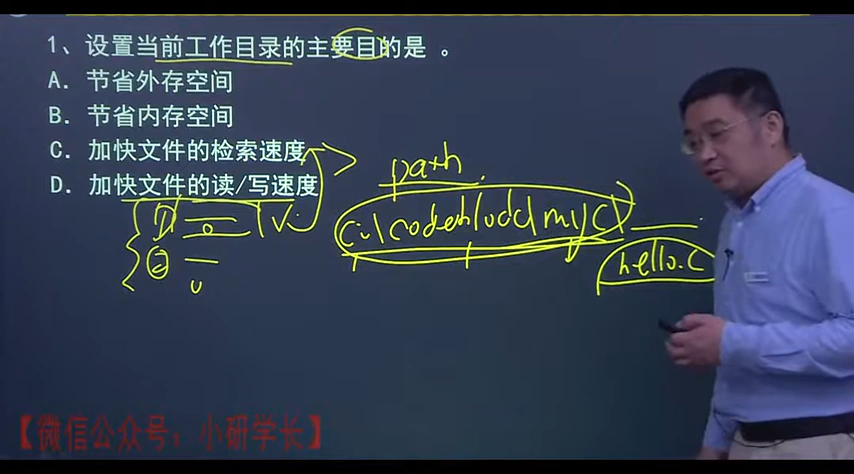 1、设置当前工作目录的主要目的是 。
A. 节省外存空间
B. 节省内存空间
C. 加快文件的检索速度
D. 加快文件的读/写速度
path
hello.c
【微信公众号：小研学长】